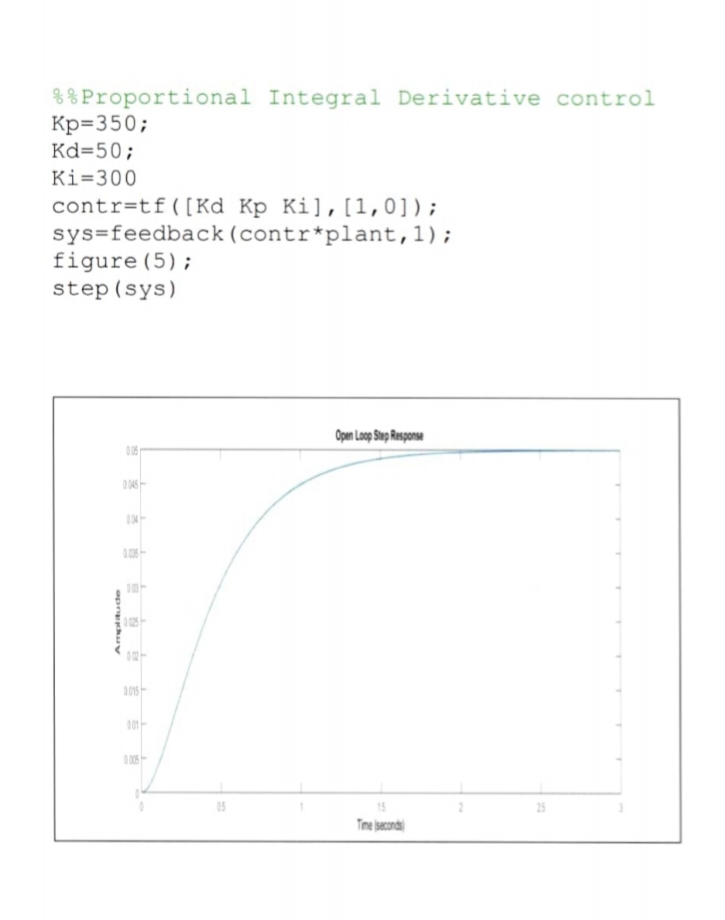 %%Proportional Integral Derivative control
Kp=350;
Kd=50;
Ki=300
contr=tf([Kd Kp Ki],[1,0]);
sys=feedback(contr*plant,1);
figure(5);
step(sys)
Open Loop Step Response
0.05
0.045
0.04
0.035
0.03
0.025
0.02
0.015
0.01
0.005
0
Amplitude
0 0.5 1 1.5 2 2.5 3
Time (seconds)